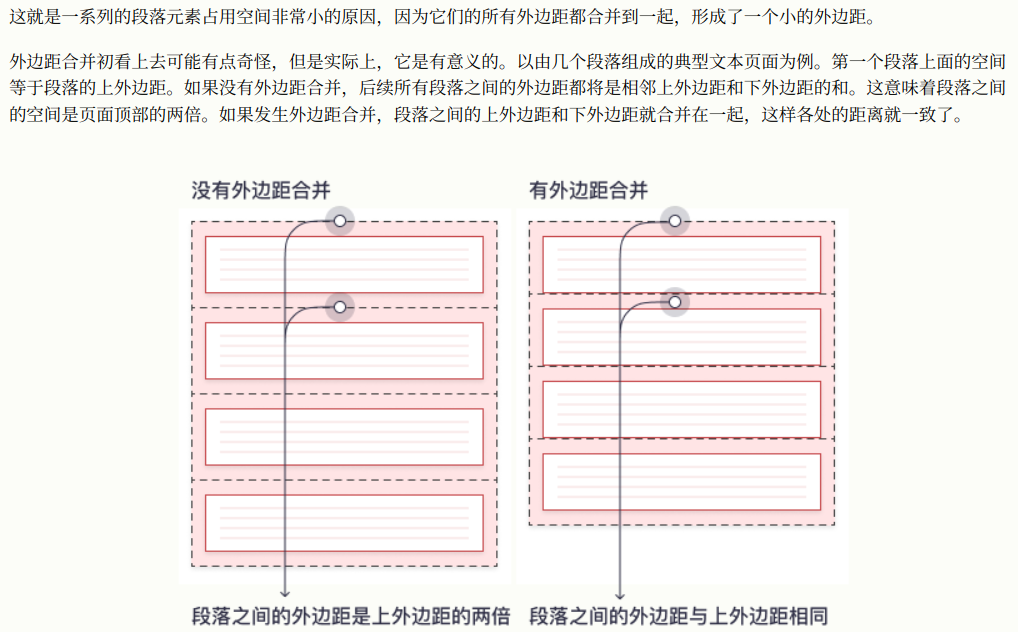 这就是一系列的段落元素占用空间非常小的原因，因为它们的所有外边距都合并到一起，形成了一个小的外边距。
外边距合并初看上去可能有点奇怪，但是实际上，它是有意义的。以由几个段落组成的典型文本页面为例。第一个段落上面的空间
等于段落的上外边距。如果没有外边距合并，后续所有段落之间的外边距都将是相邻上外边距和下外边距的和。这意味着段落之间
的空间是页面顶部的两倍。如果发生外边距合并，段落之间的上外边距和下外边距就合并在一起，这样各处的距离就一致了。
没有外边距合并
有外边距合并
段落之间的外边距是上外边距的两倍
段落之间的外边距与上外边距相同